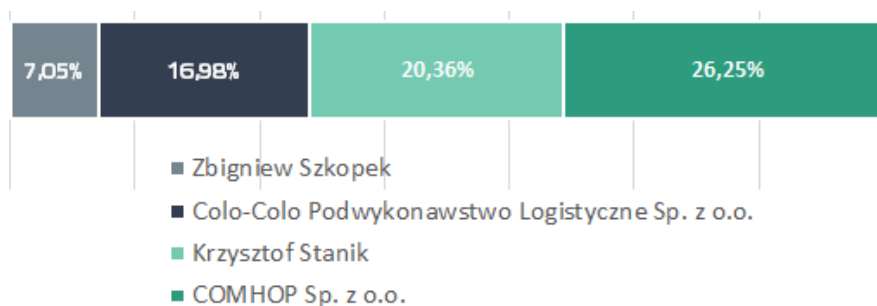 7,05% 16,98% 20,36% 26,25%
Zbigniew Szkopek
Colo-Colo Podwykonawstwo Logistyczne Sp. z o.o.
Krzysztof Stanik
COMHOP Sp. z o.o.